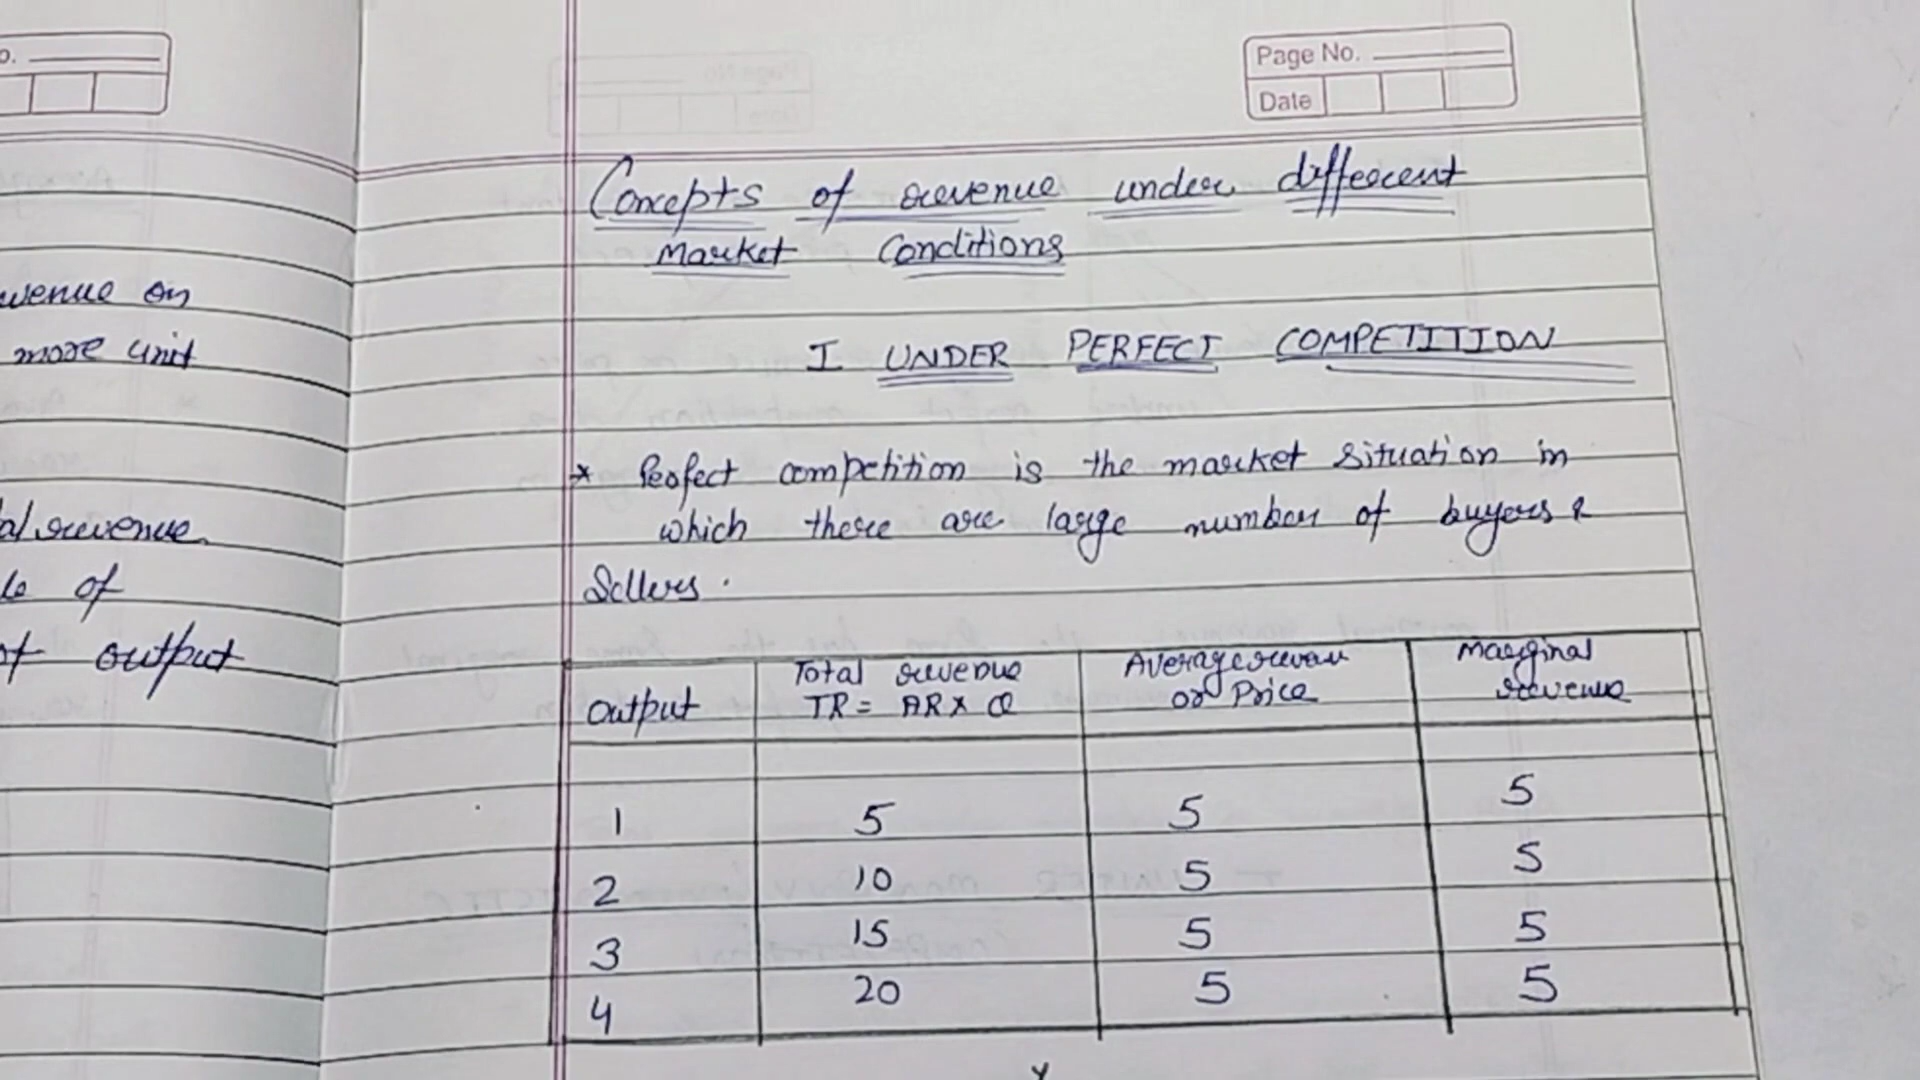 o.
wenue on
more unit
al revenue.
le of
of output
Page No.
Date
Concepts of revenue under different
Market Conditions
I UNDER PERFECT COMPETITION
* Perfect competition is the market situation in
which there are large number of buyers &
Sellers.
Output | Total revenue TR = AR x Q | Average revenue or Price | Marginal revenue
1 5 5 5
2 10 5 5
3 15 5 5
4 20 5 5
y